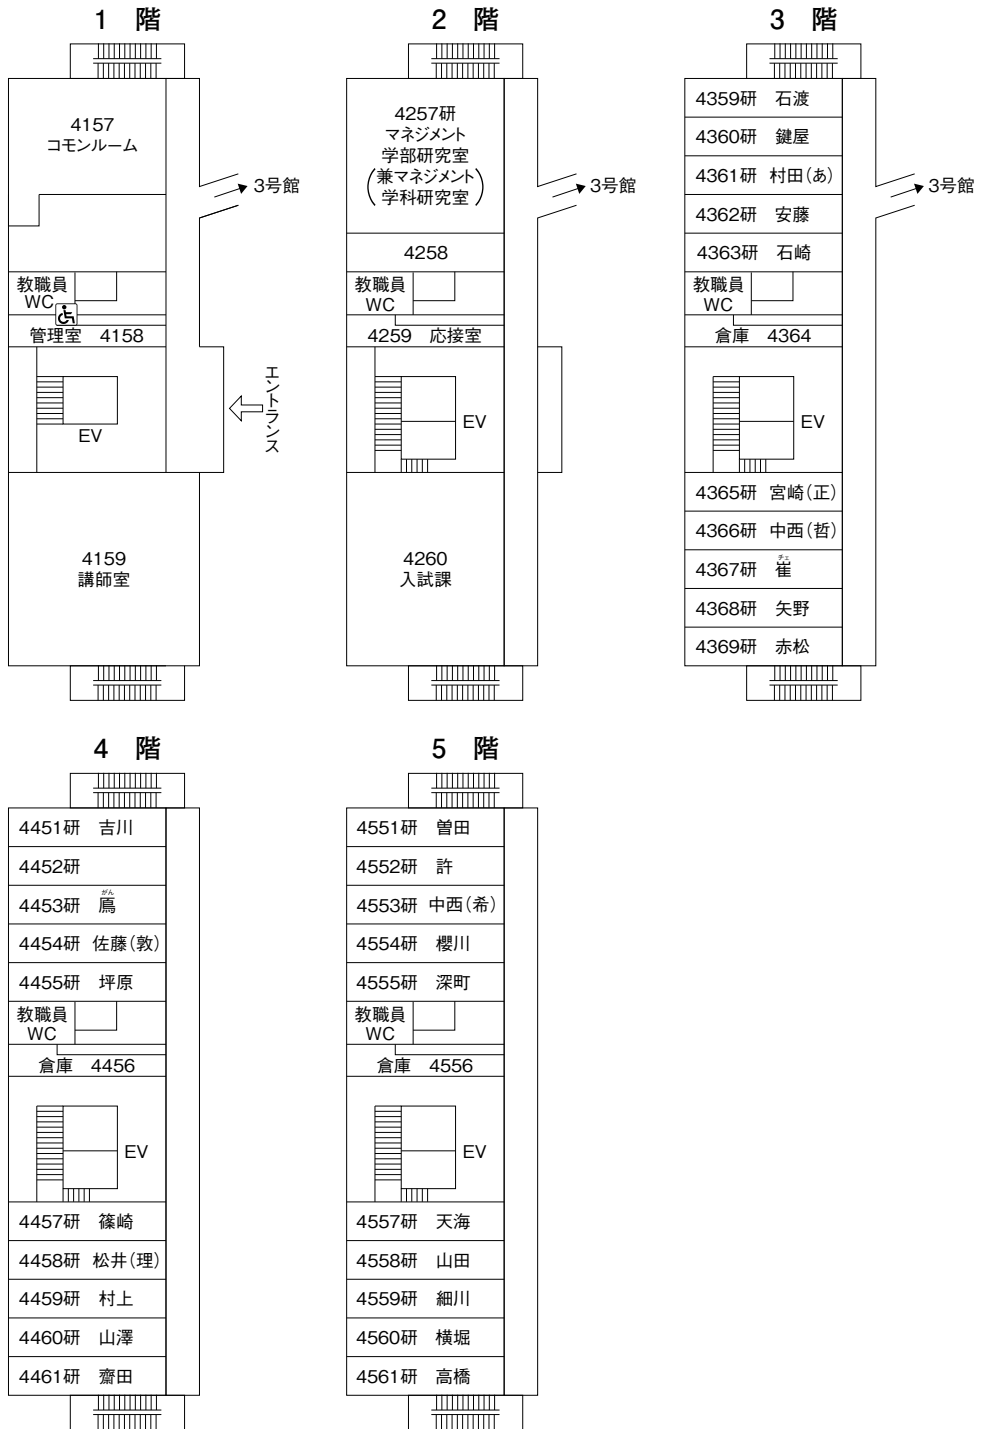 1 階
4157
コモンルーム
3号館
教職員
WC
管理室 4158
EV
エントランス
4159
講師室
2 階
4257研
マネジメント
学部研究室
(兼マネジメント
学科研究室)
3号館
4258
教職員
WC
4259 応接室
EV
4260
入試課
3 階
4359研 石渡
4360研 鍵屋
4361研 村田(あ)
4362研 安藤
4363研 石崎
3号館
教職員
WC
倉庫 4364
EV
4365研 宮崎(正)
4366研 中西(哲)
チェ
4367研 崔
4368研 矢野
4369研 赤松
4 階
4451研 吉川
4452研
がん
4453研 鴈
4454研 佐藤(敦)
4455研 坪原
教職員
WC
倉庫 4456
EV
4457研 篠崎
4458研 松井(理)
4459研 村上
4460研 山澤
4461研 齋田
5 階
4551研 曽田
4552研 許
4553研 中西(希)
4554研 櫻川
4555研 深町
教職員
WC
倉庫 4556
EV
4557研 天海
4558研 山田
4559研 細川
4560研 横堀
4561研 高橋